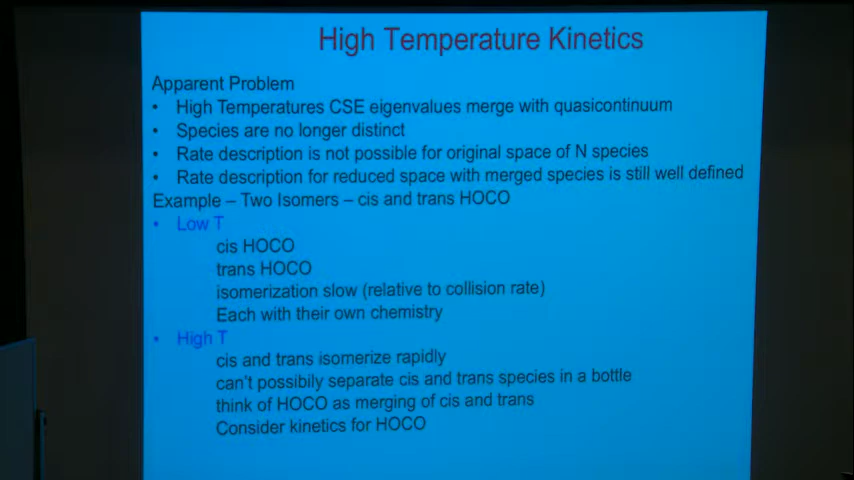 High Temperature Kinetics
Apparent Problem
• High Temperatures CSE eigenvalues merge with quasicontinuum
• Species are no longer distinct
• Rate description is not possible for original space of N species
• Rate description for reduced space with merged species is still well defined
Example – Two Isomers – cis and trans HOCO
• Low T
cis HOCO
trans HOCO
isomerization slow (relative to collision rate)
Each with their own chemistry
• High T
cis and trans isomerize rapidly
can't possibily separate cis and trans species in a bottle
think of HOCO as merging of cis and trans
Consider kinetics for HOCO